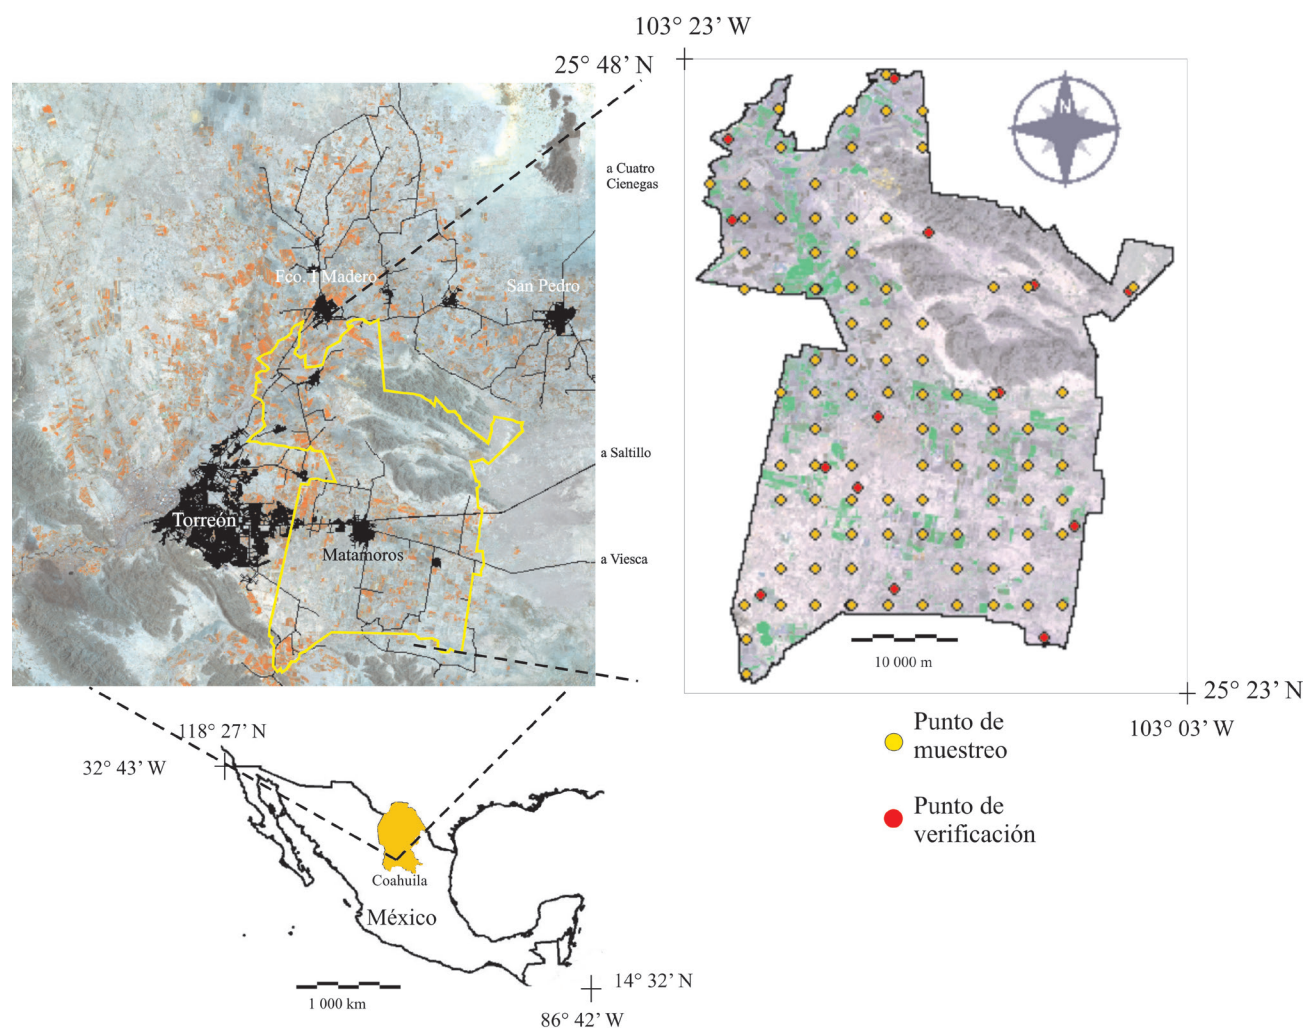 103° 23’ W
25° 48’ N
N
a Cuatro
Cienegas
Fco. I Madero
San Pedro
a Saltillo
Torreón
Matamoros
a Viesca
10 000 m
25° 23’ N
103° 03’ W
Punto de
muestreo
Punto de
verificación
118° 27’ N
32° 43’ W
Coahuila
México
1 000 km
14° 32’ N
86° 42’ W